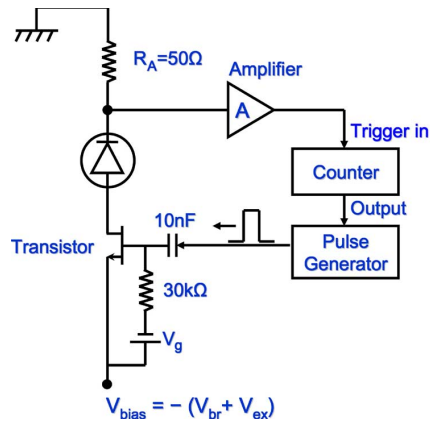 R_A=50Ω
Amplifier
A
Trigger in
Counter
Output
Pulse
Generator
10nF
Transistor
30kΩ
V_g
V_bias = − (V_br + V_ex)